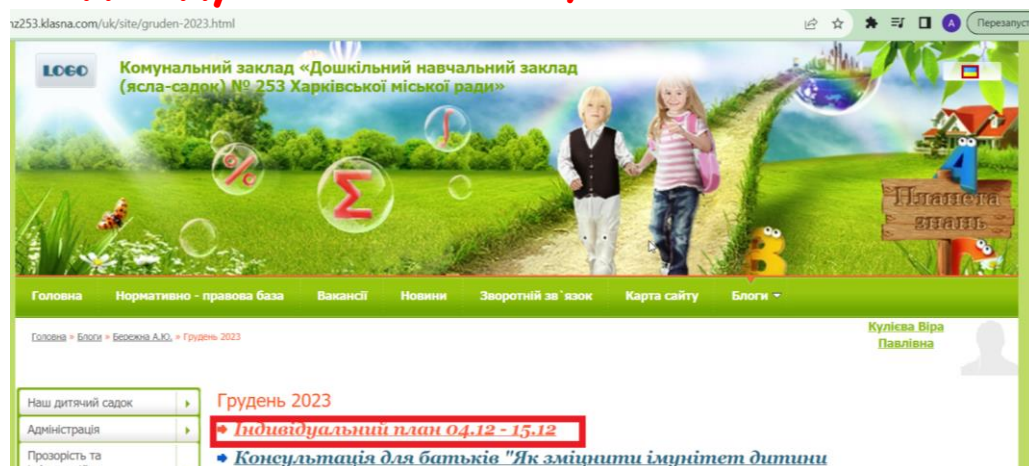 nz253.klasna.com/uk/site/gruden-2023.html
Перезапуст
LOGO
Комунальний заклад «Дошкільний навчальний заклад
(ясла-садок) № 253 Харківської міської ради»
%
Σ
∫
А
Планета
знань
В
Головна Нормативно - правова база Вакансії Новини Зворотній зв`язок Карта сайту Блоги
Головна » Блоги » Бережна А.Ю. » Грудень 2023
Кулієва Віра
Павлівна
Наш дитячий садок
Грудень 2023
Адміністрація
Індивідуальний план 04.12 - 15.12
Прозорість та
Консультація для батьків "Як зміцнити імунітет дитини